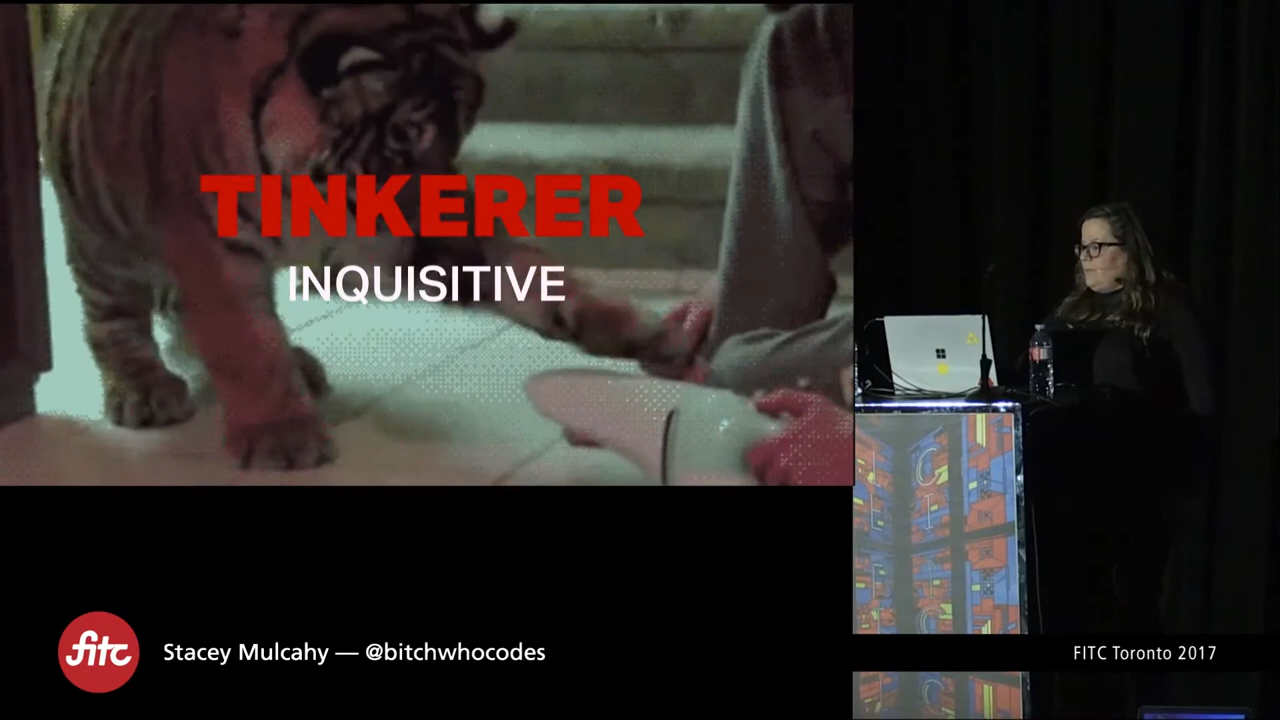 TINKERER
INQUISITIVE
fitc
Stacey Mulcahy — @bitchwhocodes
FITC Toronto 2017